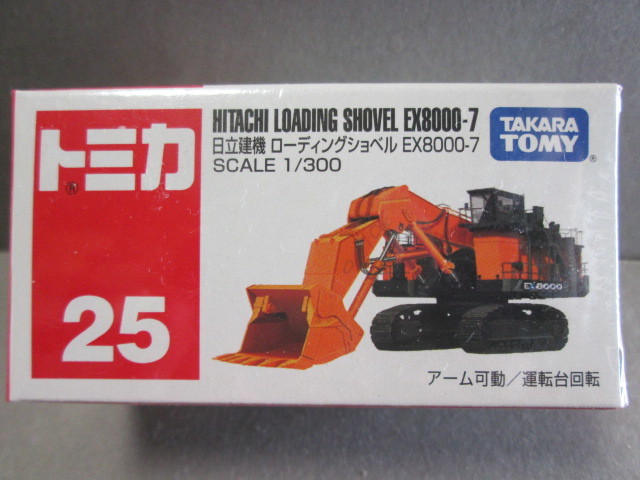 トミカ
®
25
HITACHI LOADING SHOVEL EX8000-7
日立建機 ローディングショベル EX8000-7
SCALE 1/300
TAKARA
TOMY
®
EX8000
アーム可動/運転台回転